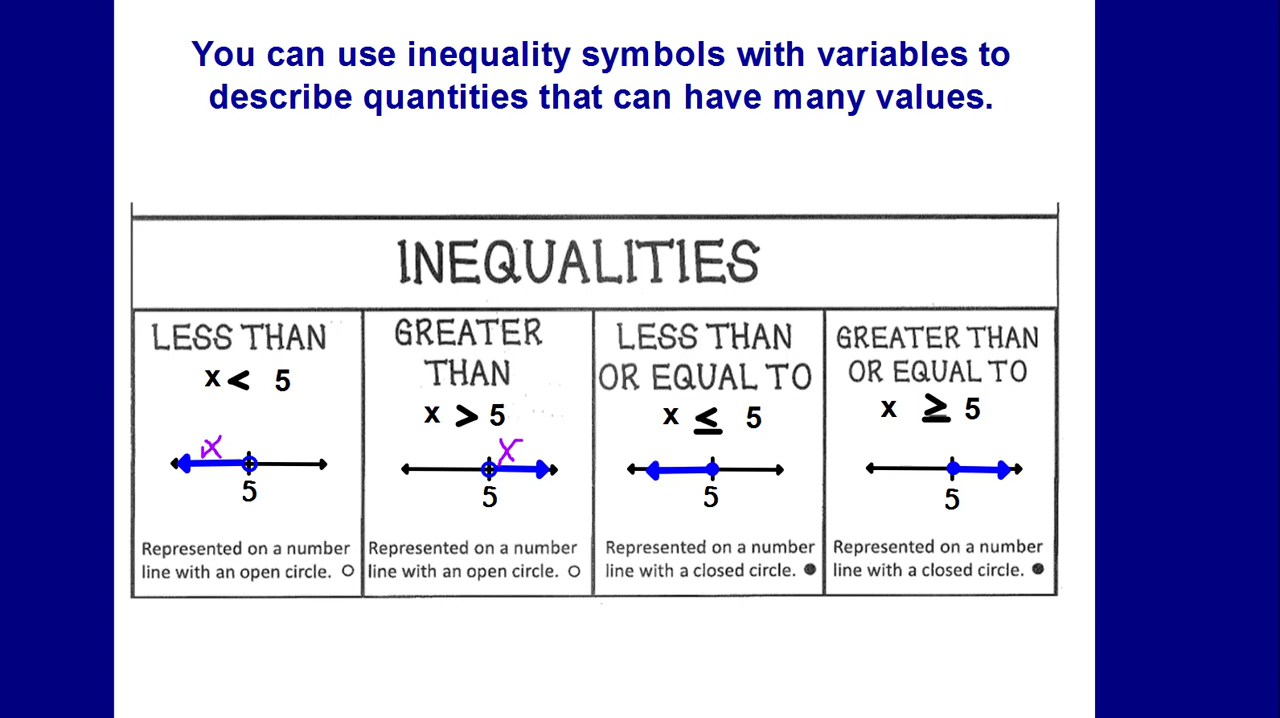 You can use inequality symbols with variables to
describe quantities that can have many values.
INEQUALITIES
LESS THAN
x < 5
x
5
Represented on a number
line with an open circle. ○
GREATER
THAN
x > 5
x
5
Represented on a number
line with an open circle. ○
LESS THAN
OR EQUAL TO
x ≤ 5
5
Represented on a number
line with a closed circle. ●
GREATER THAN
OR EQUAL TO
x ≥ 5
5
Represented on a number
line with a closed circle. ●